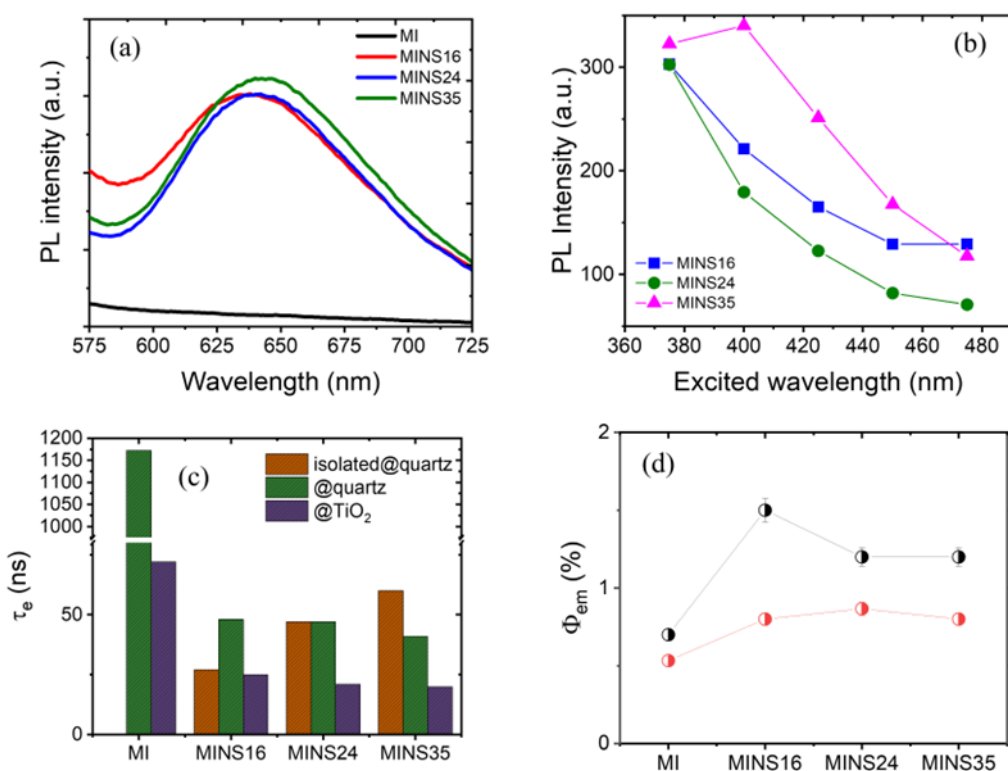 (a)
MI
MINS16
MINS24
MINS35
PL intensity (a.u.)
575 600 625 650 675 700 725
Wavelength (nm)
(b)
300
200
100
PL Intensity (a.u.)
MINS16
MINS24
MINS35
360 380 400 420 440 460 480
Excited wavelength (nm)
(c)
1200
1150
1100
1050
1000
50
0
τe (ns)
isolated@quartz
@quartz
@TiO2
MI MINS16 MINS24 MINS35
(d)
2
1
0
Φem (%)
MI MINS16 MINS24 MINS35